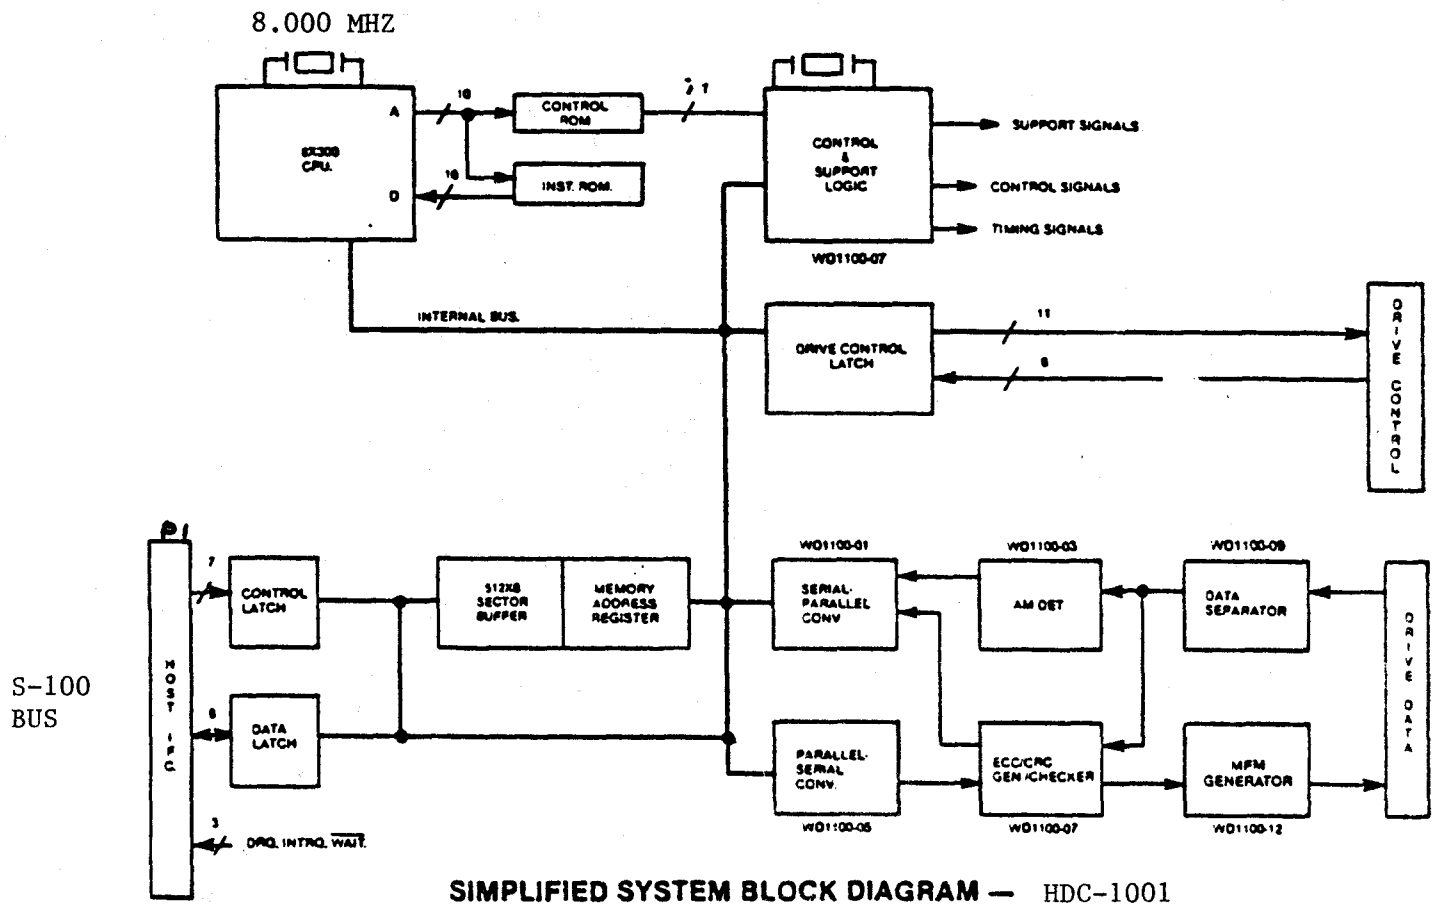 8.000 MHZ
8X300
CPU.
A
D
10
CONTROL
ROM
7
16
INST. ROM.
CONTROL
&
SUPPORT
LOGIC
WD1100-07
SUPPORT SIGNALS
CONTROL SIGNALS
TIMING SIGNALS
INTERNAL BUS.
DRIVE CONTROL
LATCH
11
DRIVE CONTROL
P1
S-100
BUS
HOST IFC
7
CONTROL
LATCH
512X8
SECTOR
BUFFER
MEMORY
ADDRESS
REGISTER
DATA
LATCH
3
DRQ. INTRQ. WAIT.
WD1100-01
SERIAL-
PARALLEL
CONV
WD1100-03
AM DET
WD1100-09
DATA
SEPARATOR
DRIVE DATA
PARALLEL-
SERIAL
CONV.
WD1100-05
ECC/CRC
GEN/CHECKER
WD1100-07
MFM
GENERATOR
WD1100-12
SIMPLIFIED SYSTEM BLOCK DIAGRAM — HDC-1001